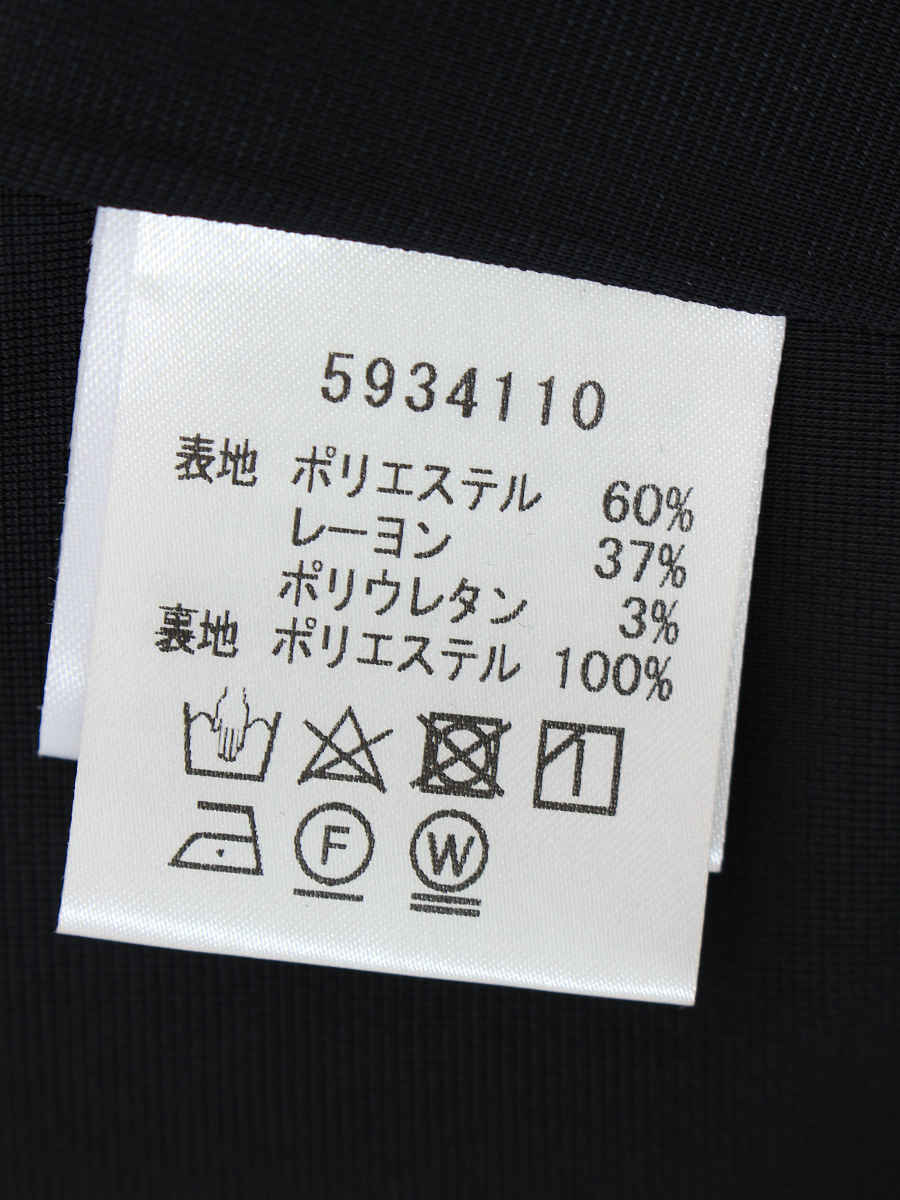 5934110
表地 ポリエステル 60%
レーヨン 37%
ポリウレタン 3%
裏地 ポリエステル 100%
F W